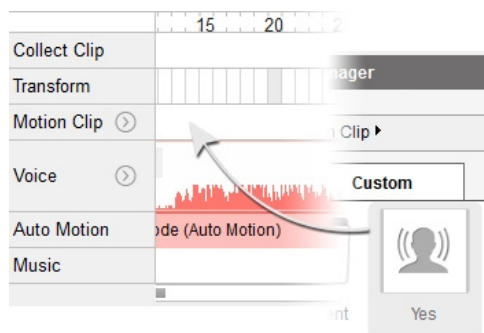 15 20
Collect Clip
Transform
nager
Motion Clip
Clip
Voice
Custom
Auto Motion
ode (Auto Motion)
Music
Yes